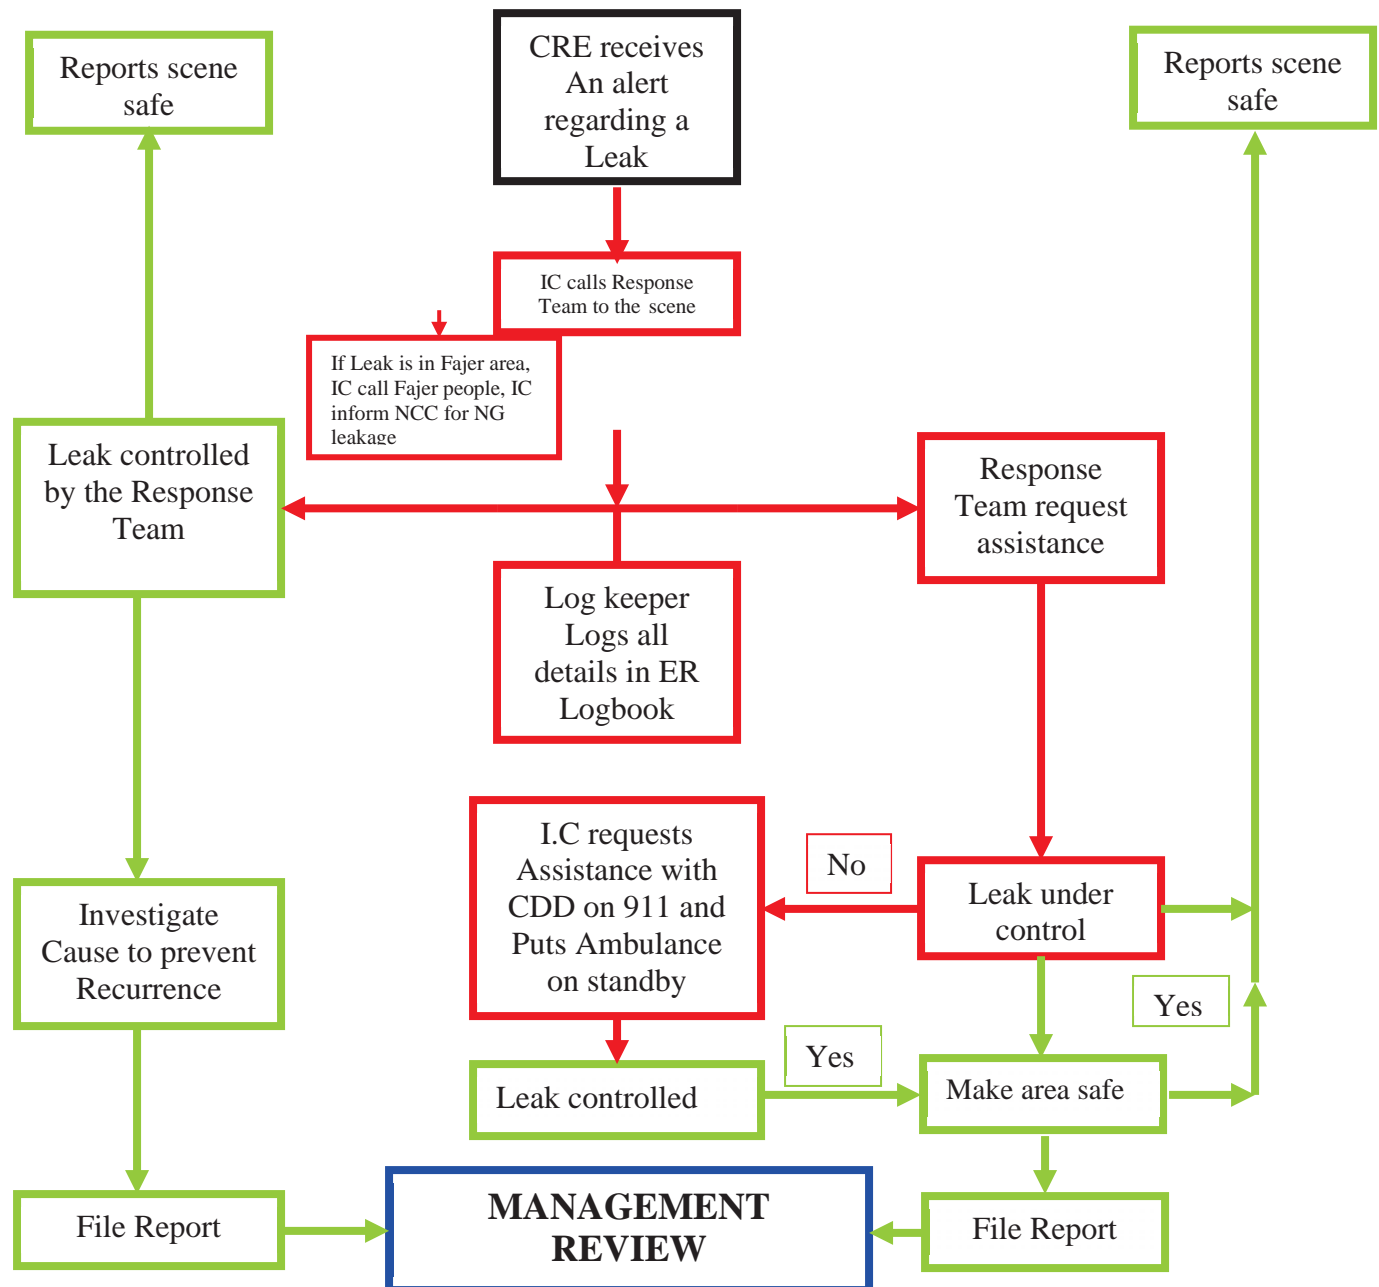 Reports scene
safe
CRE receives
An alert
regarding a
Leak
Reports scene
safe
IC calls Response
Team to the scene
If Leak is in Fajer area,
IC call Fajer people, IC
inform NCC for NG
leakage
Leak controlled
by the Response
Team
Response
Team request
assistance
Log keeper
Logs all
details in ER
Logbook
I.C requests
Assistance with
CDD on 911 and
Puts Ambulance
on standby
No
Leak under
control
Investigate
Cause to prevent
Recurrence
Yes
Yes
Leak controlled
Make area safe
File Report
MANAGEMENT
REVIEW
File Report